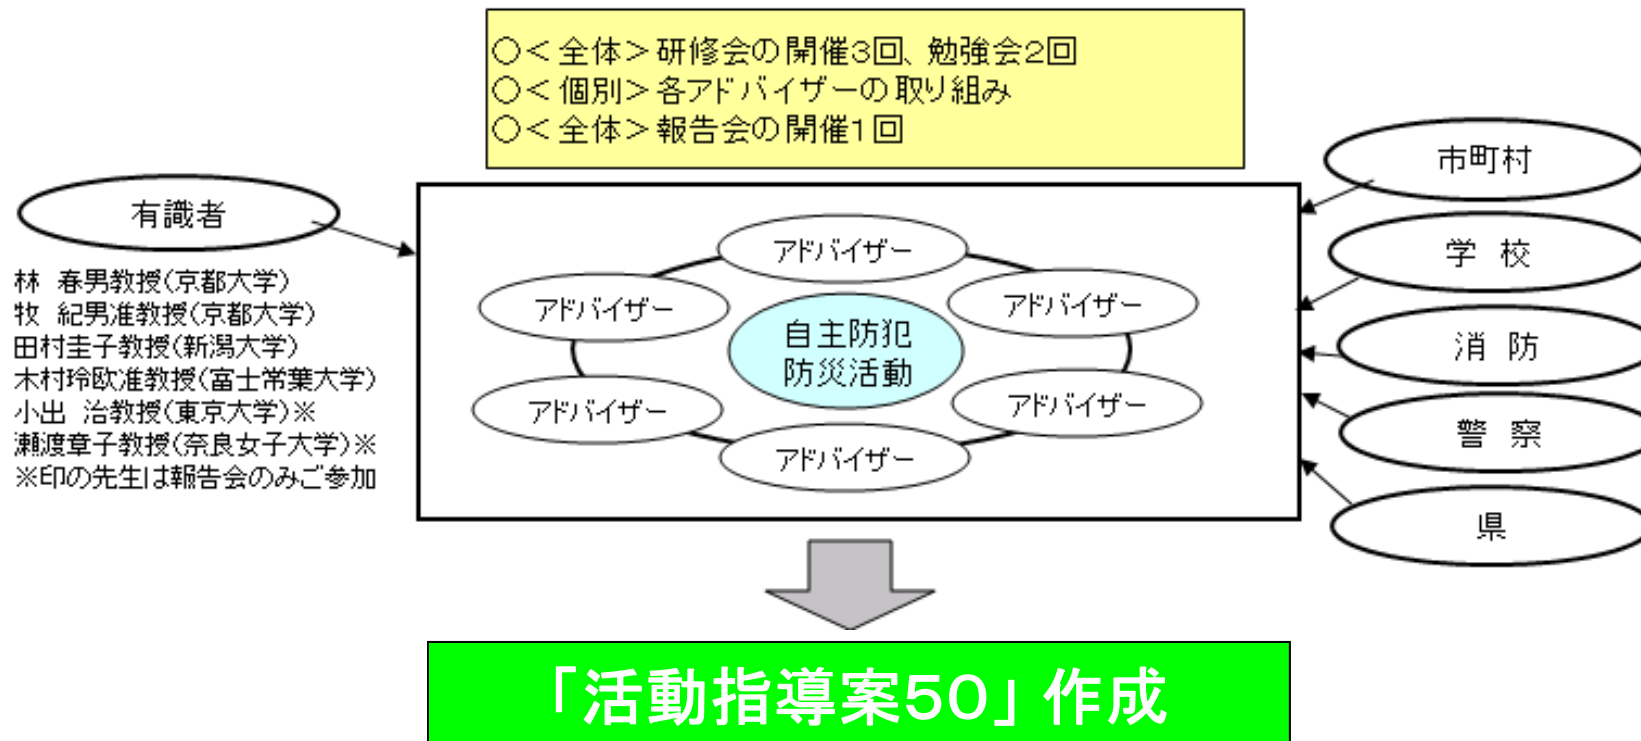 ○＜全体＞研修会の開催3回、勉強会2回
○＜個別＞各アドバイザーの取り組み
○＜全体＞報告会の開催1回
有識者
林　春男教授(京都大学)
牧　紀男准教授(京都大学)
田村圭子教授(新潟大学)
木村玲欧准教授(富士常葉大学)
小出　治教授(東京大学)※
瀬渡章子教授(奈良女子大学)※
※印の先生は報告会のみご参加
アドバイザー
アドバイザー
アドバイザー
自主防犯
防災活動
アドバイザー
アドバイザー
アドバイザー
市町村
学 校
消 防
警 察
県
「活動指導案50」作成